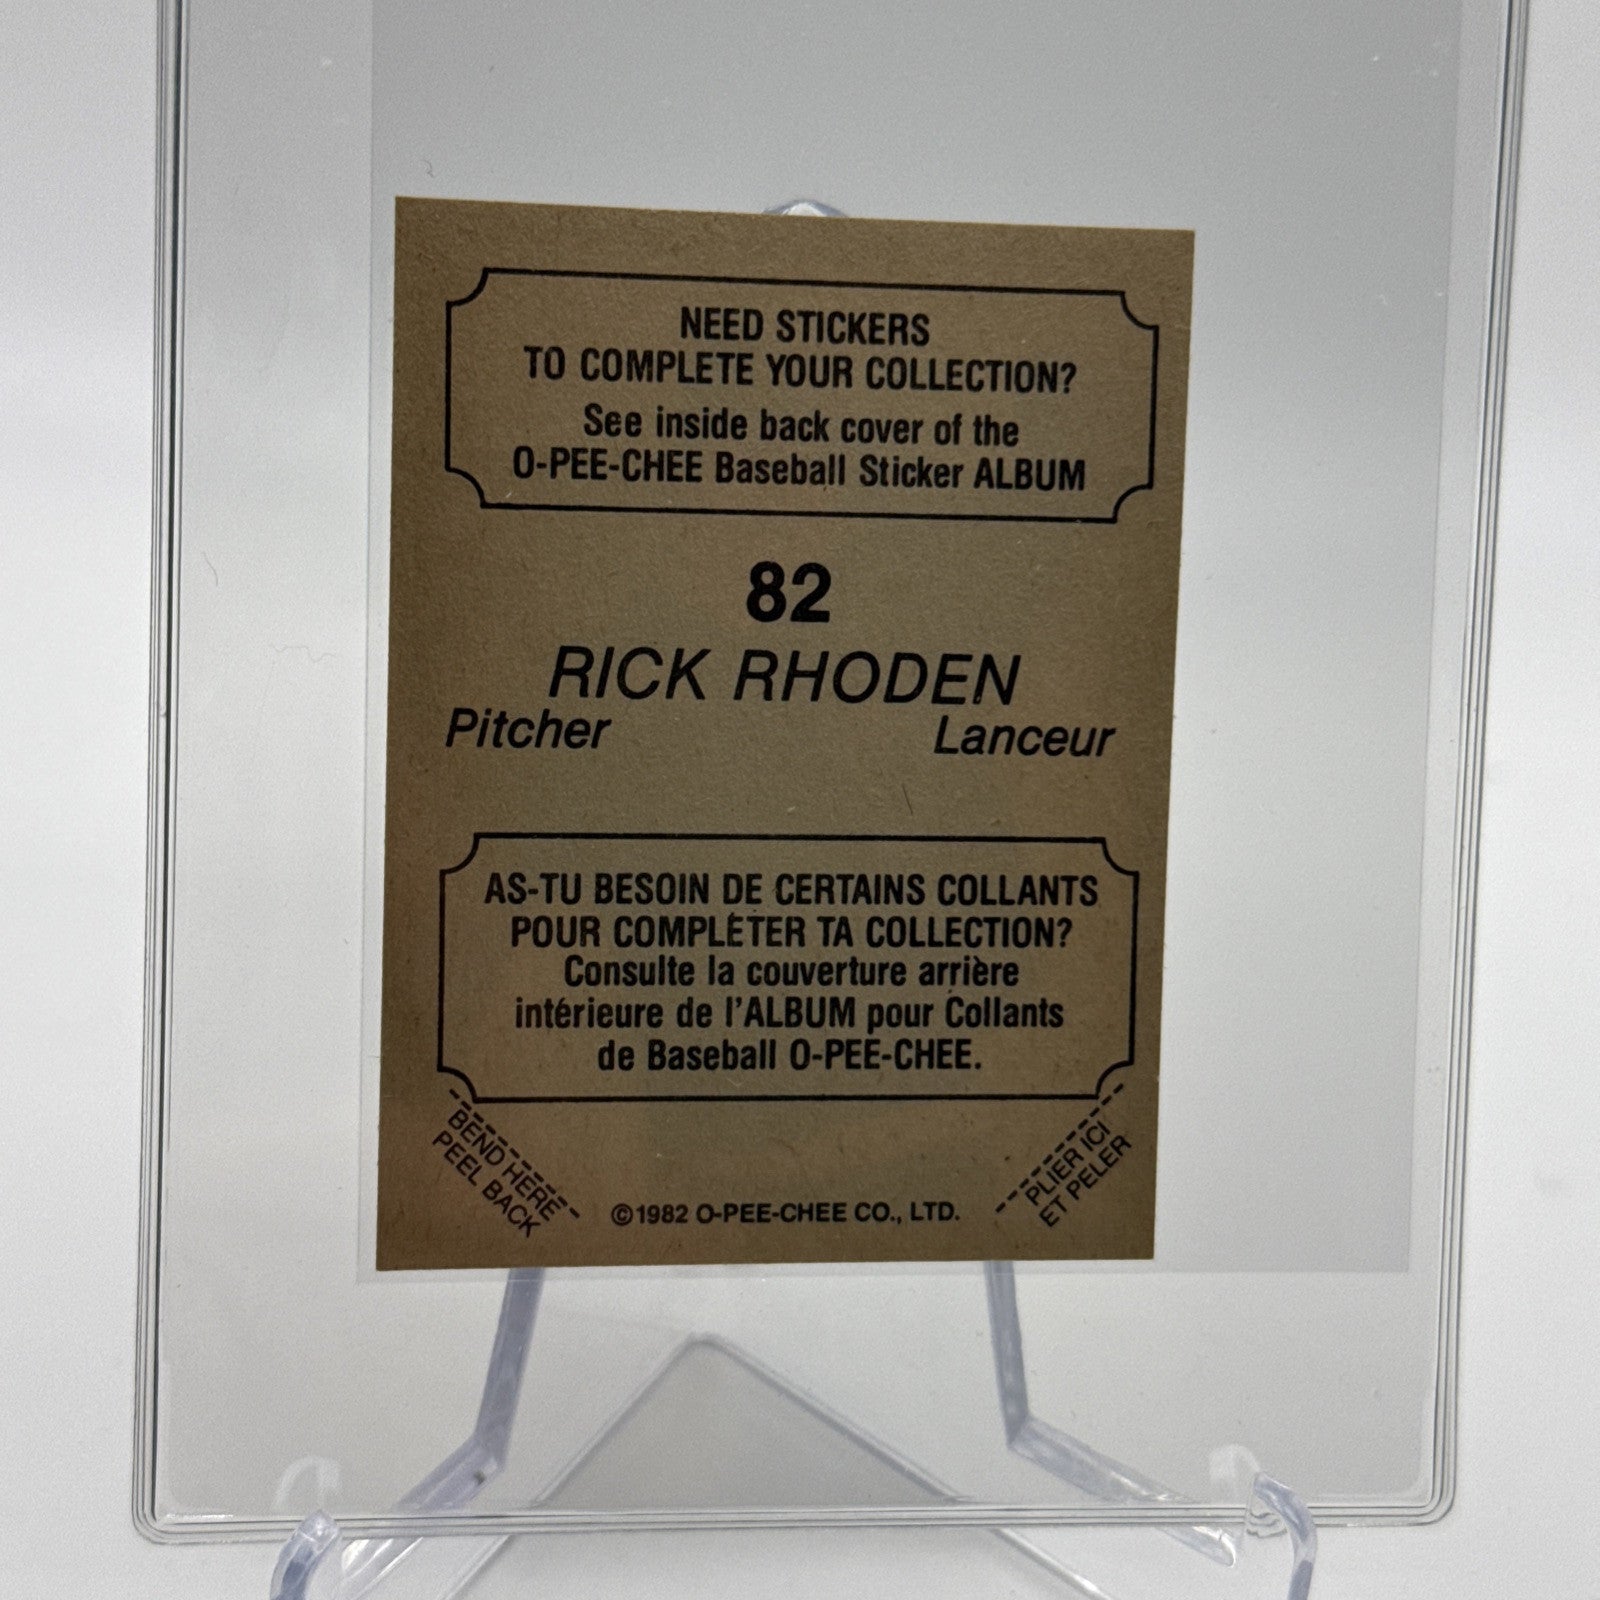 NEED STICKERS
TO COMPLETE YOUR COLLECTION?
See inside back cover of the
O-PEE-CHEE Baseball Sticker ALBUM
82
RICK RHODEN
Pitcher Lanceur
AS-TU BESOIN DE CERTAINS COLLANTS
POUR COMPLÉTER TA COLLECTION?
Consulte la couverture arrière
intérieure de l'ALBUM pour Collants
de Baseball O-PEE-CHEE.
BEND HERE
PEEL BACK
©1982 O-PEE-CHEE CO., LTD.
PLIER ICI
ET PELER